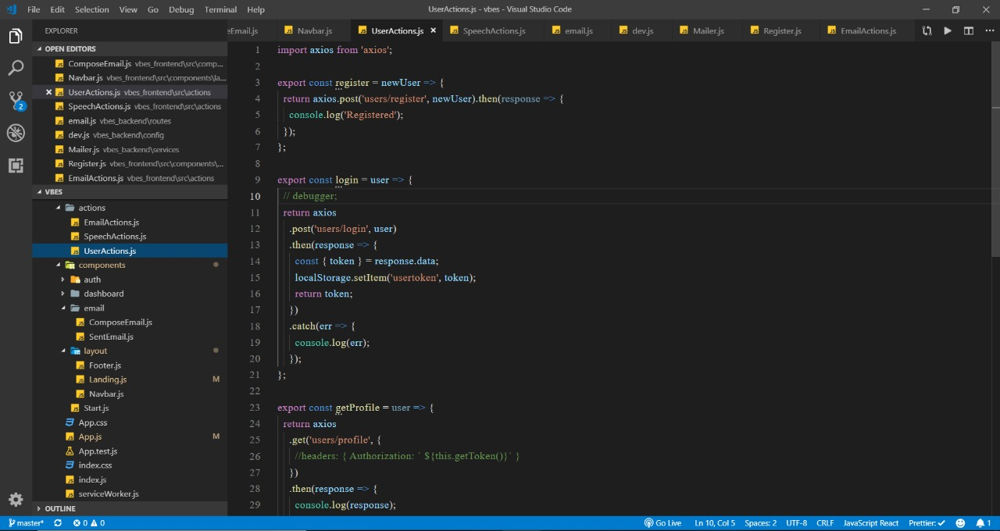 File Edit Selection View Go Debug Terminal Help UserActions.js - vbes - Visual Studio Code
EXPLORER
eEmail.js Navbar.js UserActions.js SpeechActions.js email.js dev.js Mailer.js Register.js EmailActions.js
OPEN EDITORS
ComposeEmail.js vbes_frontend\src\comp...
Navbar.js vbes_frontend\src\components\la...
UserActions.js vbes_frontend\src\actions
SpeechActions.js vbes_frontend\src\actions
email.js vbes_backend\routes
dev.js vbes_backend\config
Mailer.js vbes_backend\services
Register.js vbes_frontend\src\components\...
EmailActions.js vbes_frontend\src\actions
2
VBES
actions
EmailActions.js
SpeechActions.js
UserActions.js
components
auth
dashboard
email
ComposeEmail.js
SentEmail.js
layout
Footer.js
Landing.js M
Navbar.js
Start.js
App.css
App.js M
App.test.js
index.css
index.js
serviceWorker.js
OUTLINE
1 import axios from 'axios';
2
3 export const register = newUser => {
4 return axios.post('users/register', newUser).then(response => {
5 console.log('Registered');
6 });
7 };
8
9 export const login = user => {
10 // debugger;
11 return axios
12 .post('users/login', user)
13 .then(response => {
14 const { token } = response.data;
15 localStorage.setItem('usertoken', token);
16 return token;
17 })
18 .catch(err => {
19 console.log(err);
20 });
21 };
22
23 export const getProfile = user => {
24 return axios
25 .get('users/profile', {
26 //headers: { Authorization: ` ${this.getToken()}` }
27 })
28 .then(response => {
29 console.log(response);
master* 0 0 Go Live Ln 10, Col 5 Spaces: 2 UTF-8 CRLF JavaScript React Prettier: ✓ 1